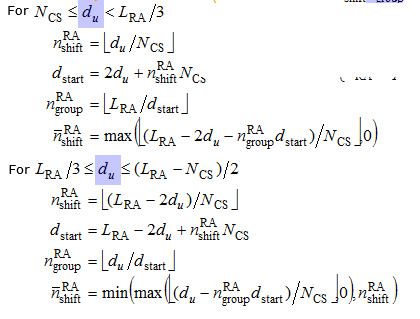 For N_CS ≤ d_u < L_RA/3
n_shift^RA = ⌊d_u/N_CS⌋
d_start = 2d_u + n_shift^RA N_CS
n_group^RA = ⌊L_RA/d_start⌋
n̄_shift^RA = max(⌊(L_RA − 2d_u − n_group^RA d_start)/N_CS⌋0)
For L_RA/3 ≤ d_u ≤ (L_RA − N_CS)/2
n_shift^RA = ⌊(L_RA − 2d_u)/N_CS⌋
d_start = L_RA − 2d_u + n_shift^RA N_CS
n_group^RA = ⌊d_u/d_start⌋
n̄_shift^RA = min(max(⌊(d_u − n_group^RA d_start)/N_CS⌋0), n_shift^RA)